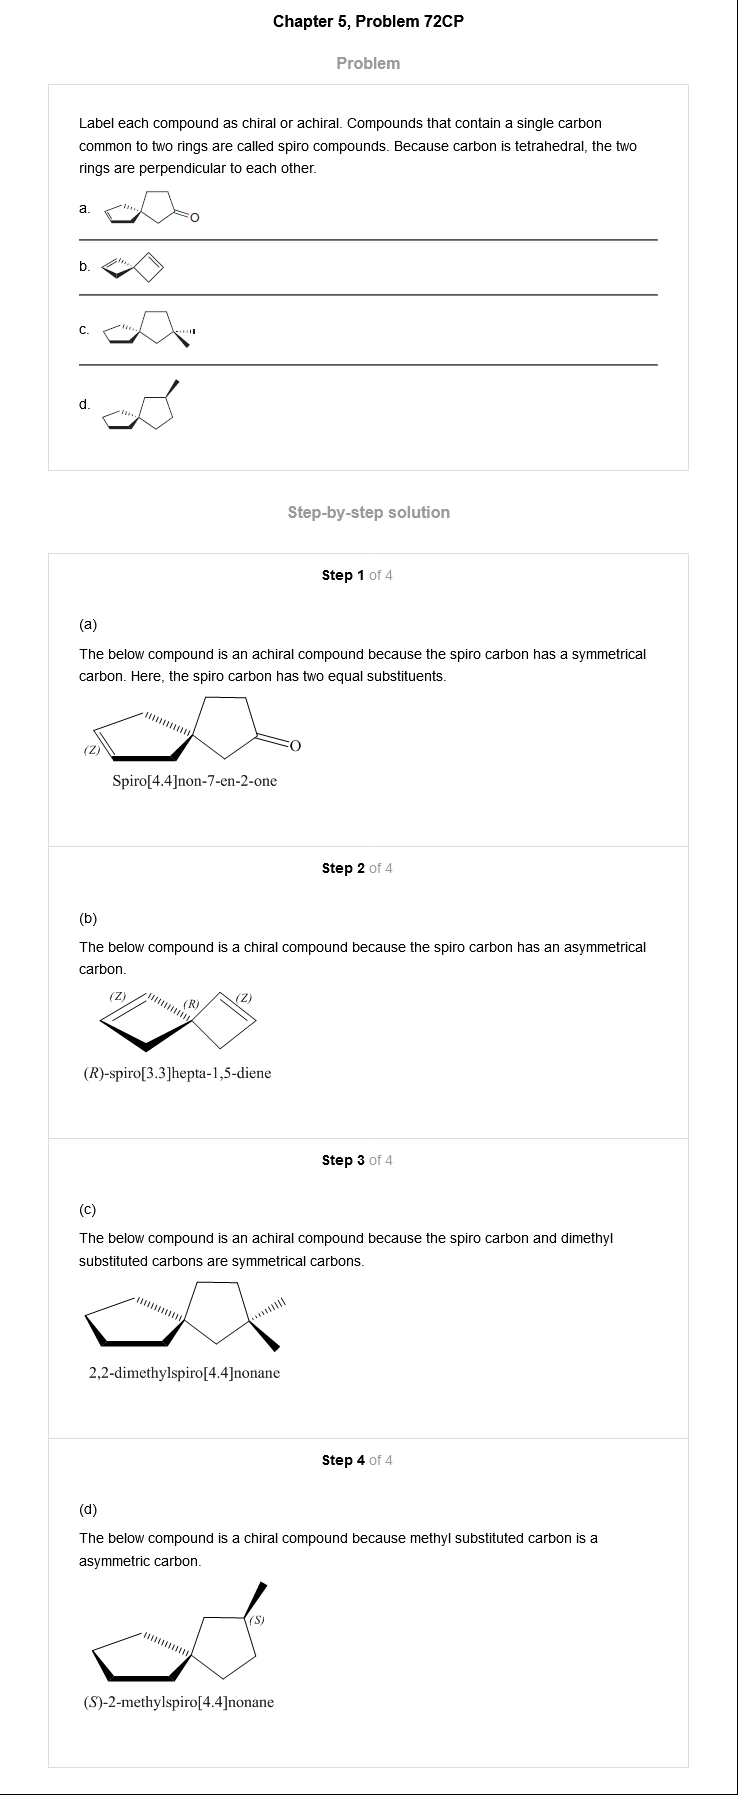 Chapter 5, Problem 72CP
Problem
Label each compound as chiral or achiral. Compounds that contain a single carbon
common to two rings are called spiro compounds. Because carbon is tetrahedral, the two
rings are perpendicular to each other.
a.
O
b.
c.
d.
Step-by-step solution
Step 1 of 4
(a)
The below compound is an achiral compound because the spiro carbon has a symmetrical
carbon. Here, the spiro carbon has two equal substituents.
(Z)
O
Spiro[4.4]non-7-en-2-one
Step 2 of 4
(b)
The below compound is a chiral compound because the spiro carbon has an asymmetrical
carbon.
(Z) (R) (Z)
(R)-spiro[3.3]hepta-1,5-diene
Step 3 of 4
(c)
The below compound is an achiral compound because the spiro carbon and dimethyl
substituted carbons are symmetrical carbons.
2,2-dimethylspiro[4.4]nonane
Step 4 of 4
(d)
The below compound is a chiral compound because methyl substituted carbon is a
asymmetric carbon.
(S)
(S)-2-methylspiro[4.4]nonane